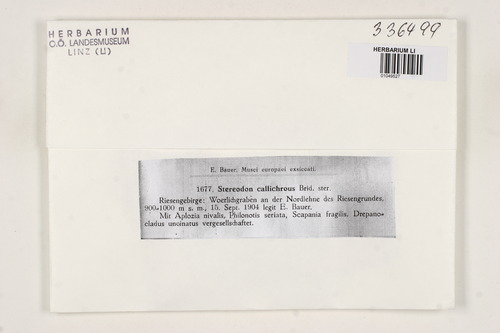 HERBARIUM
O.Ö. LANDESMUSEUM
LINZ (LI)
336499
HERBARIUM LI
01049527
E. Bauer, Musci europaei exsiccati.
1677. Stereodon callichrous Brid. ster.
Riesengebirge: Woerlichgraben an der Nordlehne des Riesengrundes,
900-1000 m s. m., 15. Sept. 1904 legit E. Bauer.
Mit Aplozia nivalis, Philonotis seriata, Scapania fragilis, Drepano-
cladus uncinatus vergesellschaftet.